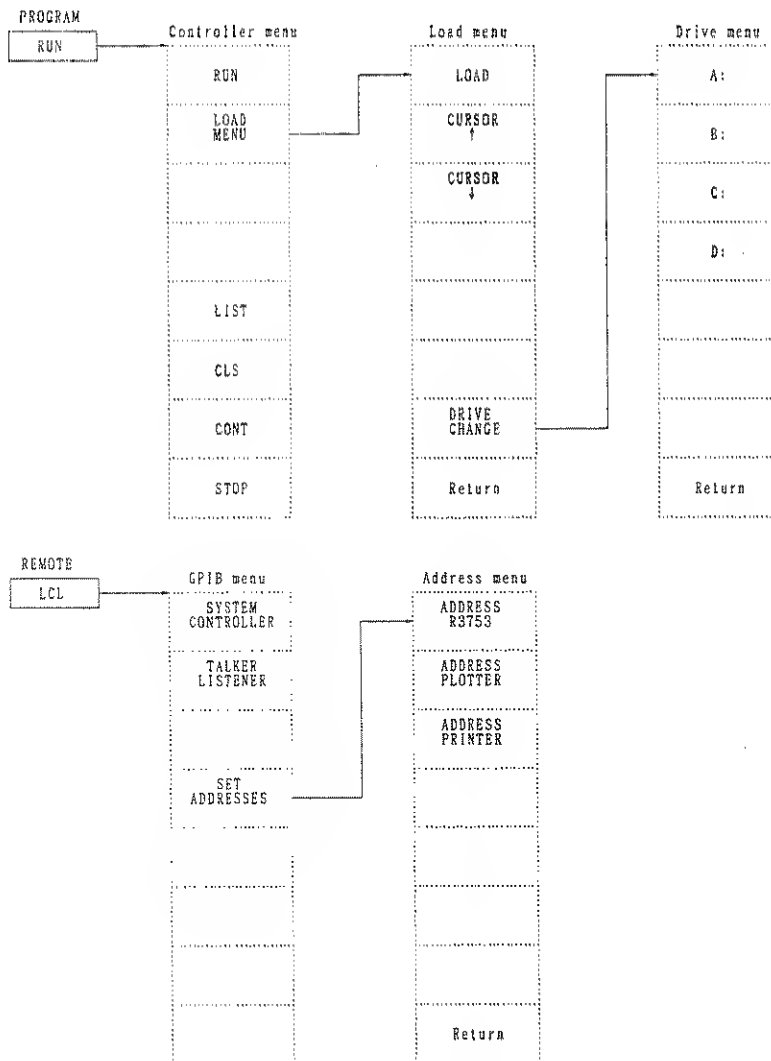 PROGRAM
RUN
Controller menu
RUN
LOAD
MENU
LIST
CLS
CONT
STOP
Load menu
LOAD
CURSOR
↑
CURSOR
↓
DRIVE
CHANGE
Return
Drive menu
A:
B:
C:
D:
Return
REMOTE
LCL
GPIB menu
SYSTEM
CONTROLLER
TALKER
LISTENER
SET
ADDRESSES
Address menu
ADDRESS
R3753
ADDRESS
PLOTTER
ADDRESS
PRINTER
Return